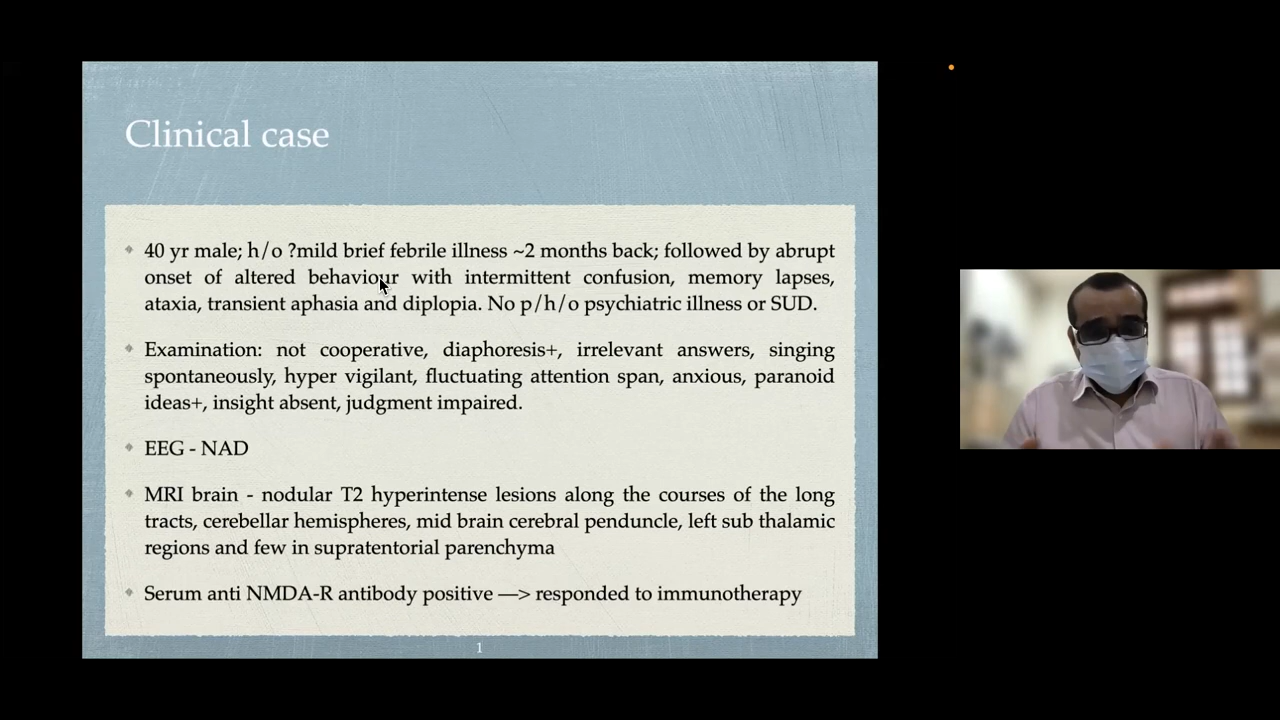 Clinical case
40 yr male; h/o ?mild brief febrile illness ~2 months back; followed by abrupt
onset of altered behaviour with intermittent confusion, memory lapses,
ataxia, transient aphasia and diplopia. No p/h/o psychiatric illness or SUD.
Examination: not cooperative, diaphoresis+, irrelevant answers, singing
spontaneously, hyper vigilant, fluctuating attention span, anxious, paranoid
ideas+, insight absent, judgment impaired.
EEG - NAD
MRI brain - nodular T2 hyperintense lesions along the courses of the long
tracts, cerebellar hemispheres, mid brain cerebral penduncle, left sub thalamic
regions and few in supratentorial parenchyma
Serum anti NMDA-R antibody positive —> responded to immunotherapy
1